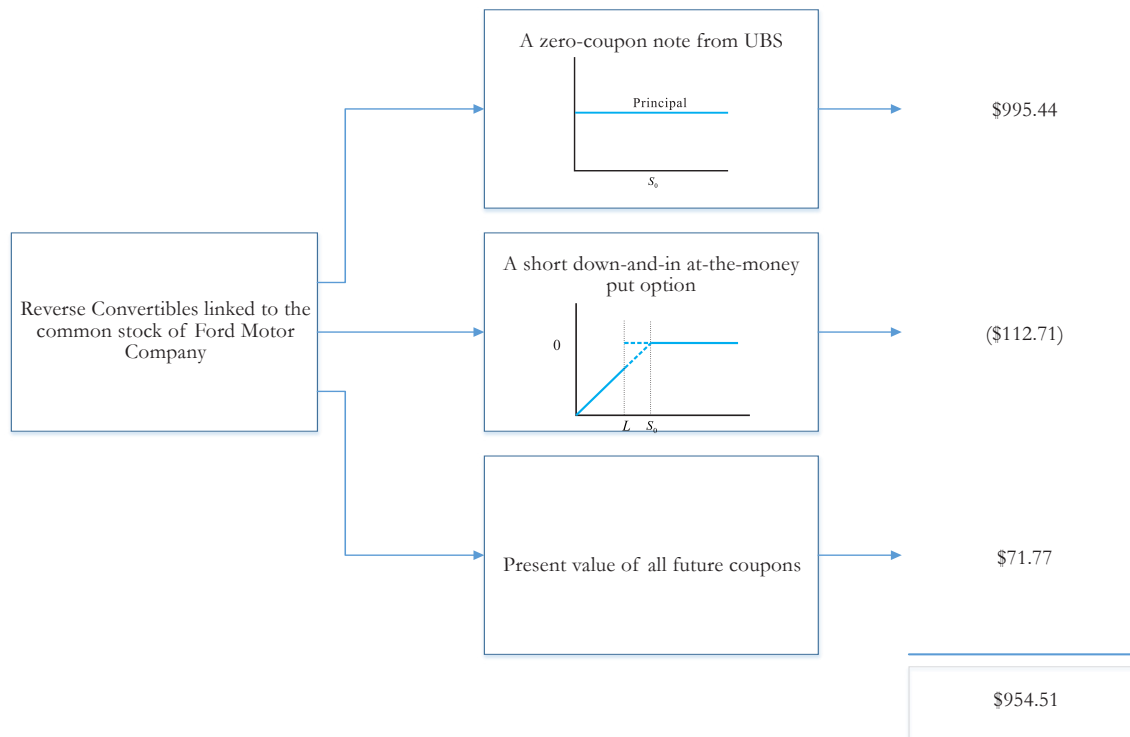 A zero-coupon note from UBS
Principal
S₀
$995.44
Reverse Convertibles linked to the
common stock of Ford Motor
Company
A short down-and-in at-the-money
put option
0
L S₀
($112.71)
Present value of all future coupons
$71.77
$954.51